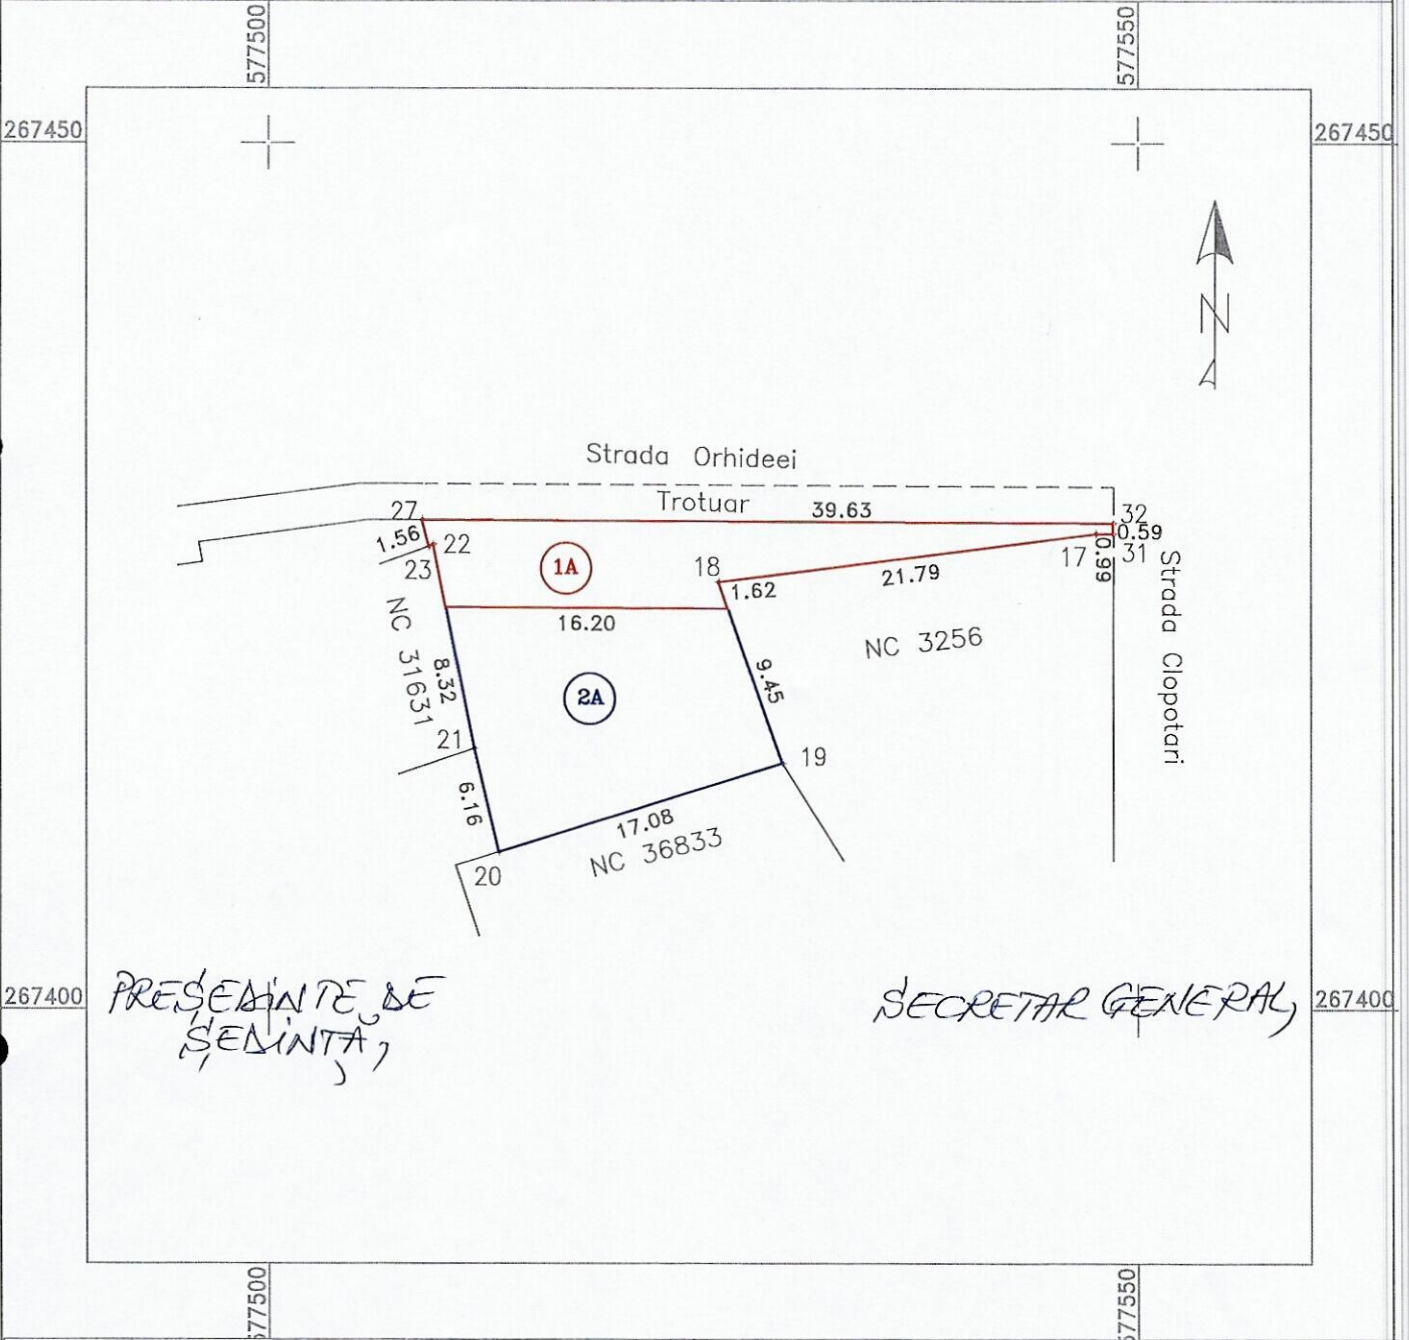 577500
577550
267450
267450
N
Strada Orhideei
Trotuar
39.63
27
32
0.59
1.56
22
23
1A
18
1.62
21.79
17
0.99
31
16.20
NC 31631
8.32
2A
9.45
NC 3256
Strada Clopotari
21
19
6.16
17.08
NC 36833
20
267400
267400
PREȘEDINTE DE
ȘEDINȚĂ,
SECRETAR GENERAL,
577500
577550